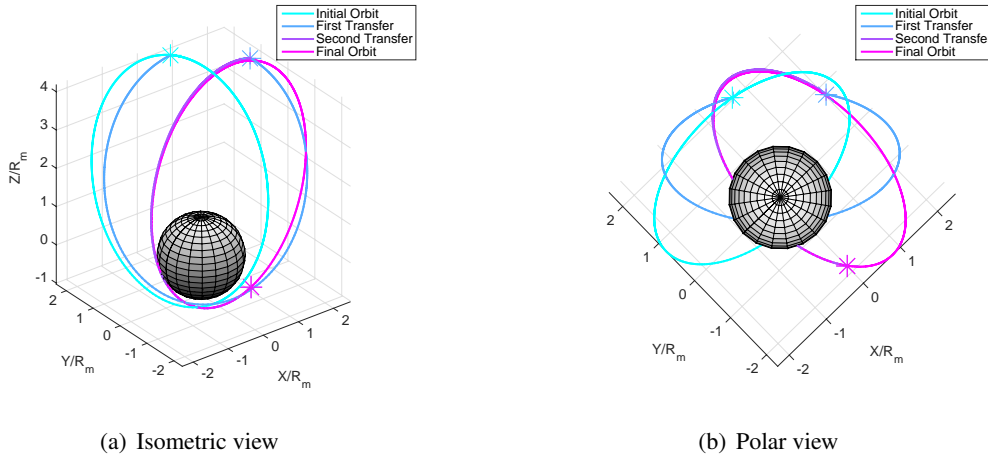 Initial Orbit
First Transfer
Second Transfer
Final Orbit
4
3
2
1
0
-1
Z/R_m
2
1
0
-1
-2
Y/R_m
-2
-1
0
1
2
X/R_m
(a) Isometric view
Initial Orbit
First Transfer
Second Transfer
Final Orbit
2
1
0
-1
-2
Y/R_m
2
1
0
-1
-2
X/R_m
(b) Polar view